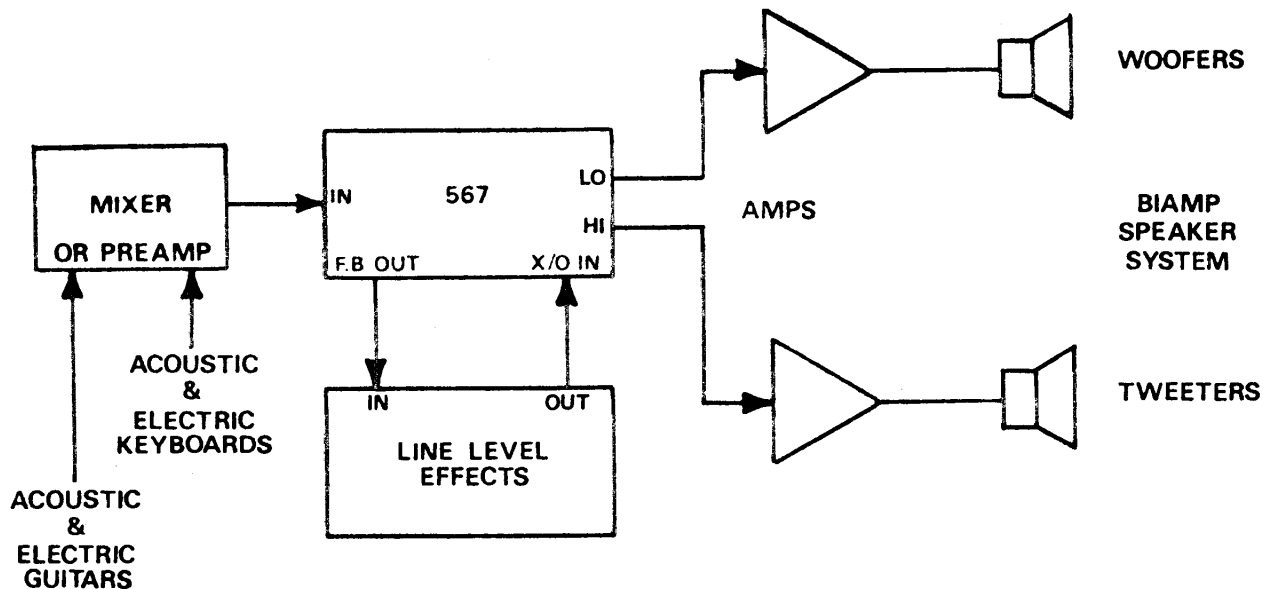 WOOFERS
MIXER
OR PREAMP
IN
567
LO
HI
F.B OUT
X/O IN
AMPS
BIAMP
SPEAKER
SYSTEM
ACOUSTIC
&
ELECTRIC
KEYBOARDS
IN
OUT
LINE LEVEL
EFFECTS
TWEETERS
ACOUSTIC
&
ELECTRIC
GUITARS